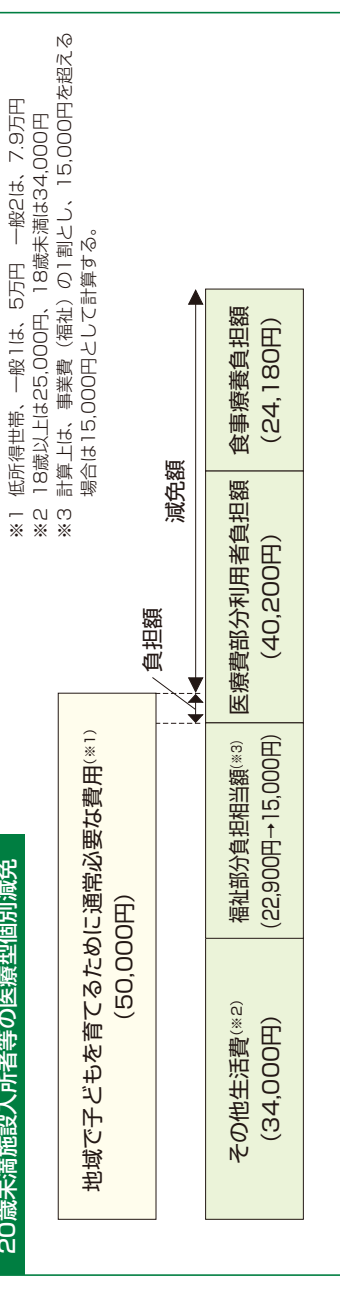 20歳未満施設入所者等の医療型個別減免
※1 低所得世帯、一般1は、5万円 一般2は、7.9万円
※2 18歳以上は25,000円、18歳未満は34,000円
※3 計算上は、事業費（福祉）の1割とし、15,000円を超える
場合は15,000円として計算する。
地域で子どもを育てるために通常必要な費用(※1)
(50,000円)
負担額
減免額
その他生活費(※2)
(34,000円)
福祉部分負担相当額(※3)
(22,900円→15,000円)
医療費部分利用者負担額
(40,200円)
食事療養負担額
(24,180円)